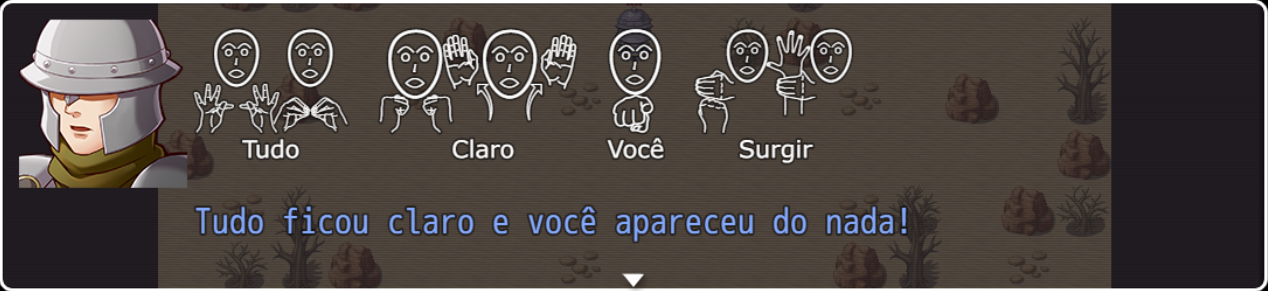 Tudo Claro Você Surgir
Tudo ficou claro e você apareceu do nada!